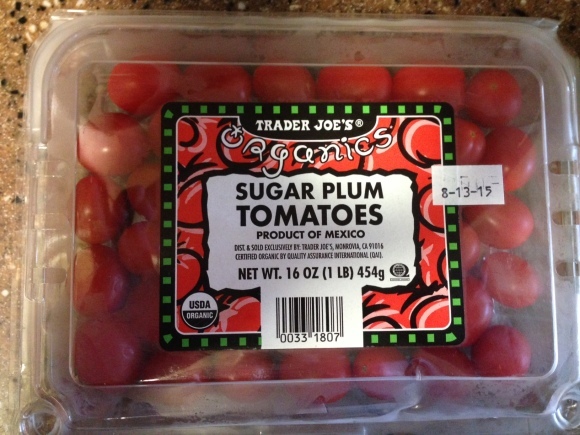 TRADER JOE'S®
Organics
SUGAR PLUM
TOMATOES
PRODUCT OF MEXICO
DIST. & SOLD EXCLUSIVELY BY: TRADER JOE'S, MONROVIA, CA 91016
CERTIFIED ORGANIC BY QUALITY ASSURANCE INTERNATIONAL (QAI).
NET WT. 16 OZ (1 LB) 454g
USDA
ORGANIC
0033 1807
8-13-15